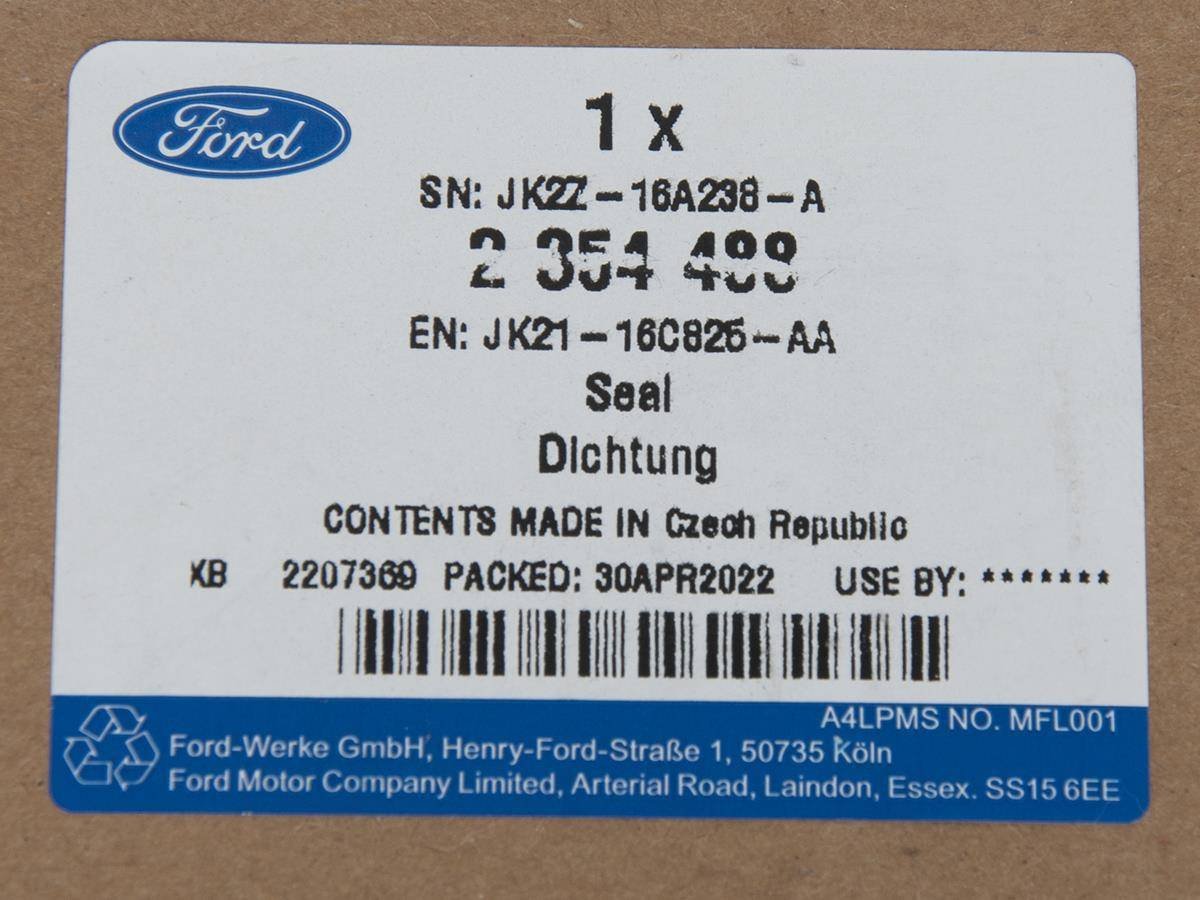 Ford
1 x
SN: JK2Z-16A238-A
2 354 488
EN: JK21-16C826-AA
Seal
Dichtung
CONTENTS MADE IN Czech Republic
XB 2207369 PACKED: 30APR2022 USE BY: *******
A4LPMS NO. MFL001
Ford-Werke GmbH, Henry-Ford-Straße 1, 50735 Köln
Ford Motor Company Limited, Arterial Road, Laindon, Essex. SS15 6EE